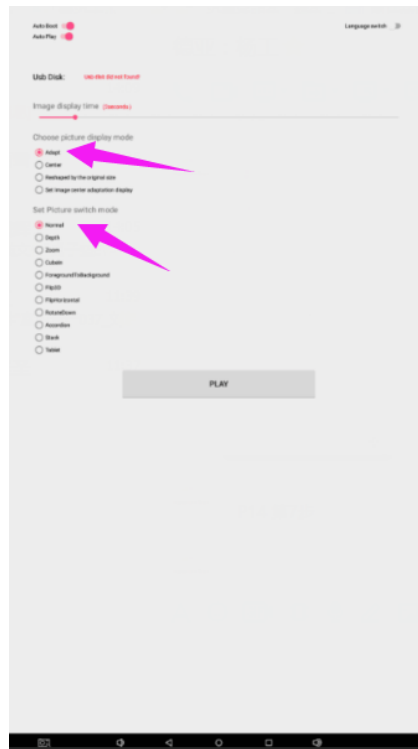 Auto Boot
Language switch
Auto Play
Usb Disk: Usb disk did not found!
Image display time (5seconds)
Choose picture display mode
Adapt
Center
Reshaped by the original size
Set image center adaptation display
Set Picture switch mode
Normal
Depth
Zoom
CubeIn
ForegroundToBackground
FlipHorizontal
RotateDown
Accordion
Stack
Tablet
PLAY